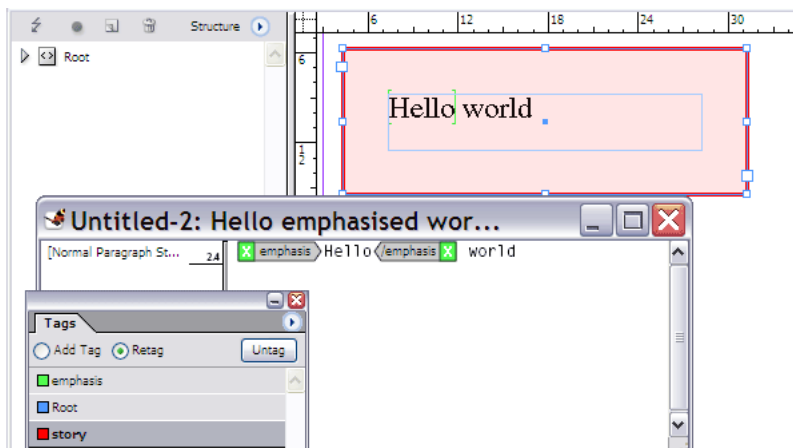 Structure
6 12 18 24 30
Root
6
Hello world
1
2
Untitled-2: Hello emphasised wor...
[Normal Paragraph St... 2.4 emphasis Hello /emphasis world
Tags
Add Tag Retag Untag
emphasis
Root
story